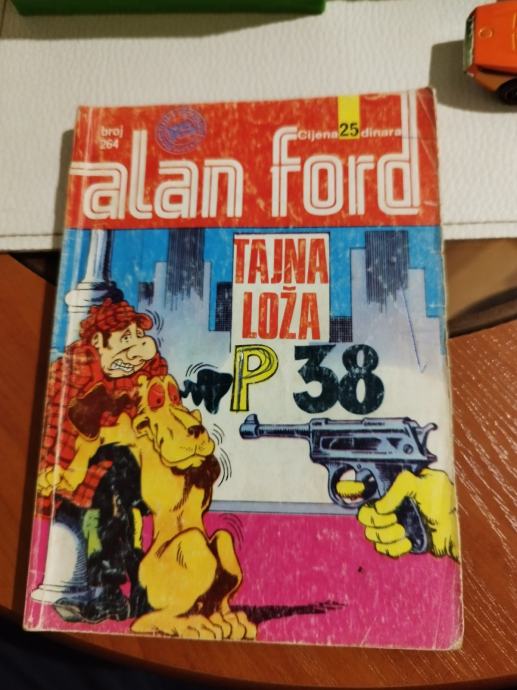 broj
264
Cijena 25 dinara
alan ford
TAJNA
LOŽA
P 38